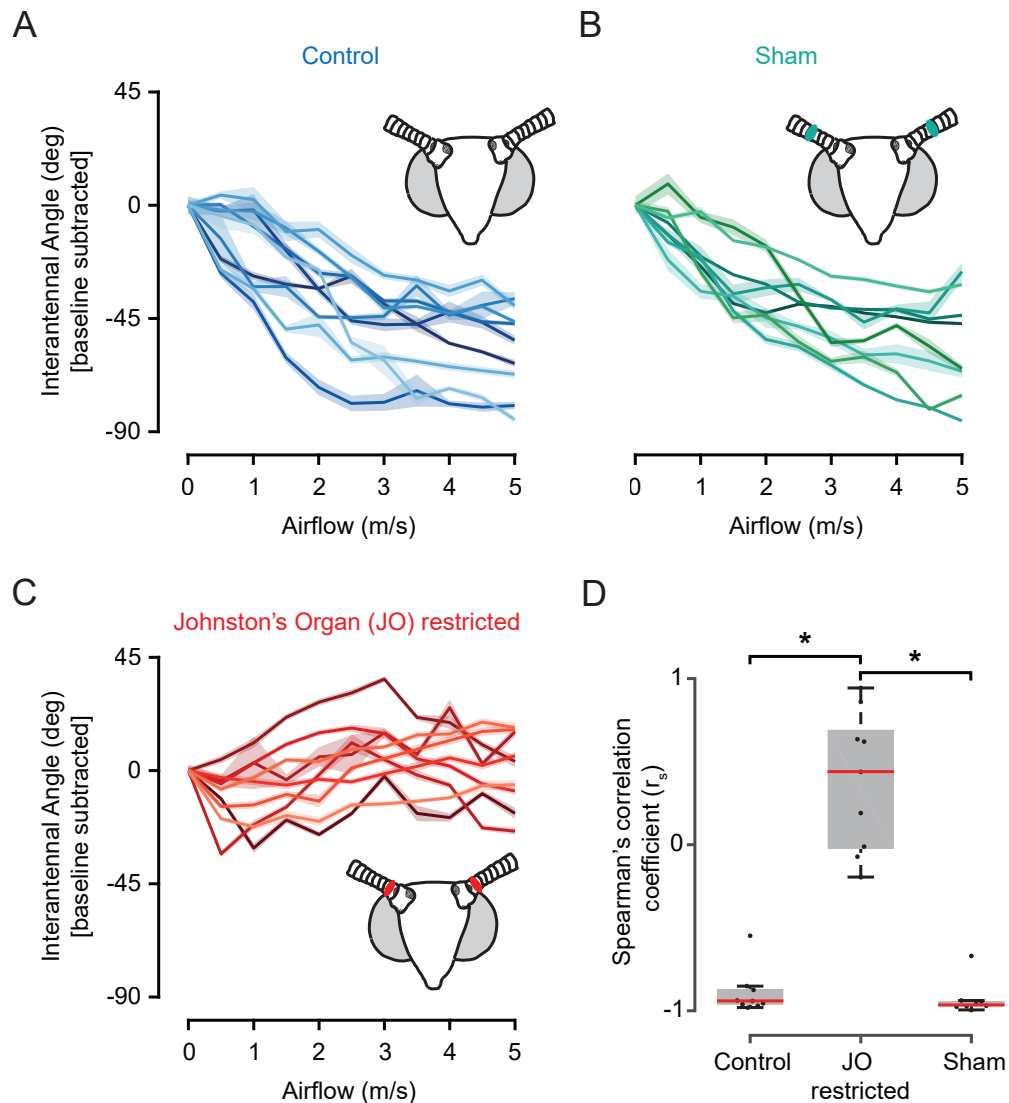 A
Control
45
0
-45
-90
Interantennal Angle (deg)
[baseline subtracted]
0 1 2 3 4 5
Airflow (m/s)
B
Sham
0 1 2 3 4 5
Airflow (m/s)
C
Johnston's Organ (JO) restricted
45
0
-45
-90
Interantennal Angle (deg)
[baseline subtracted]
0 1 2 3 4 5
Airflow (m/s)
D
* *
1
0
-1
Spearman's correlation
coefficient (rs)
Control JO Sham
restricted